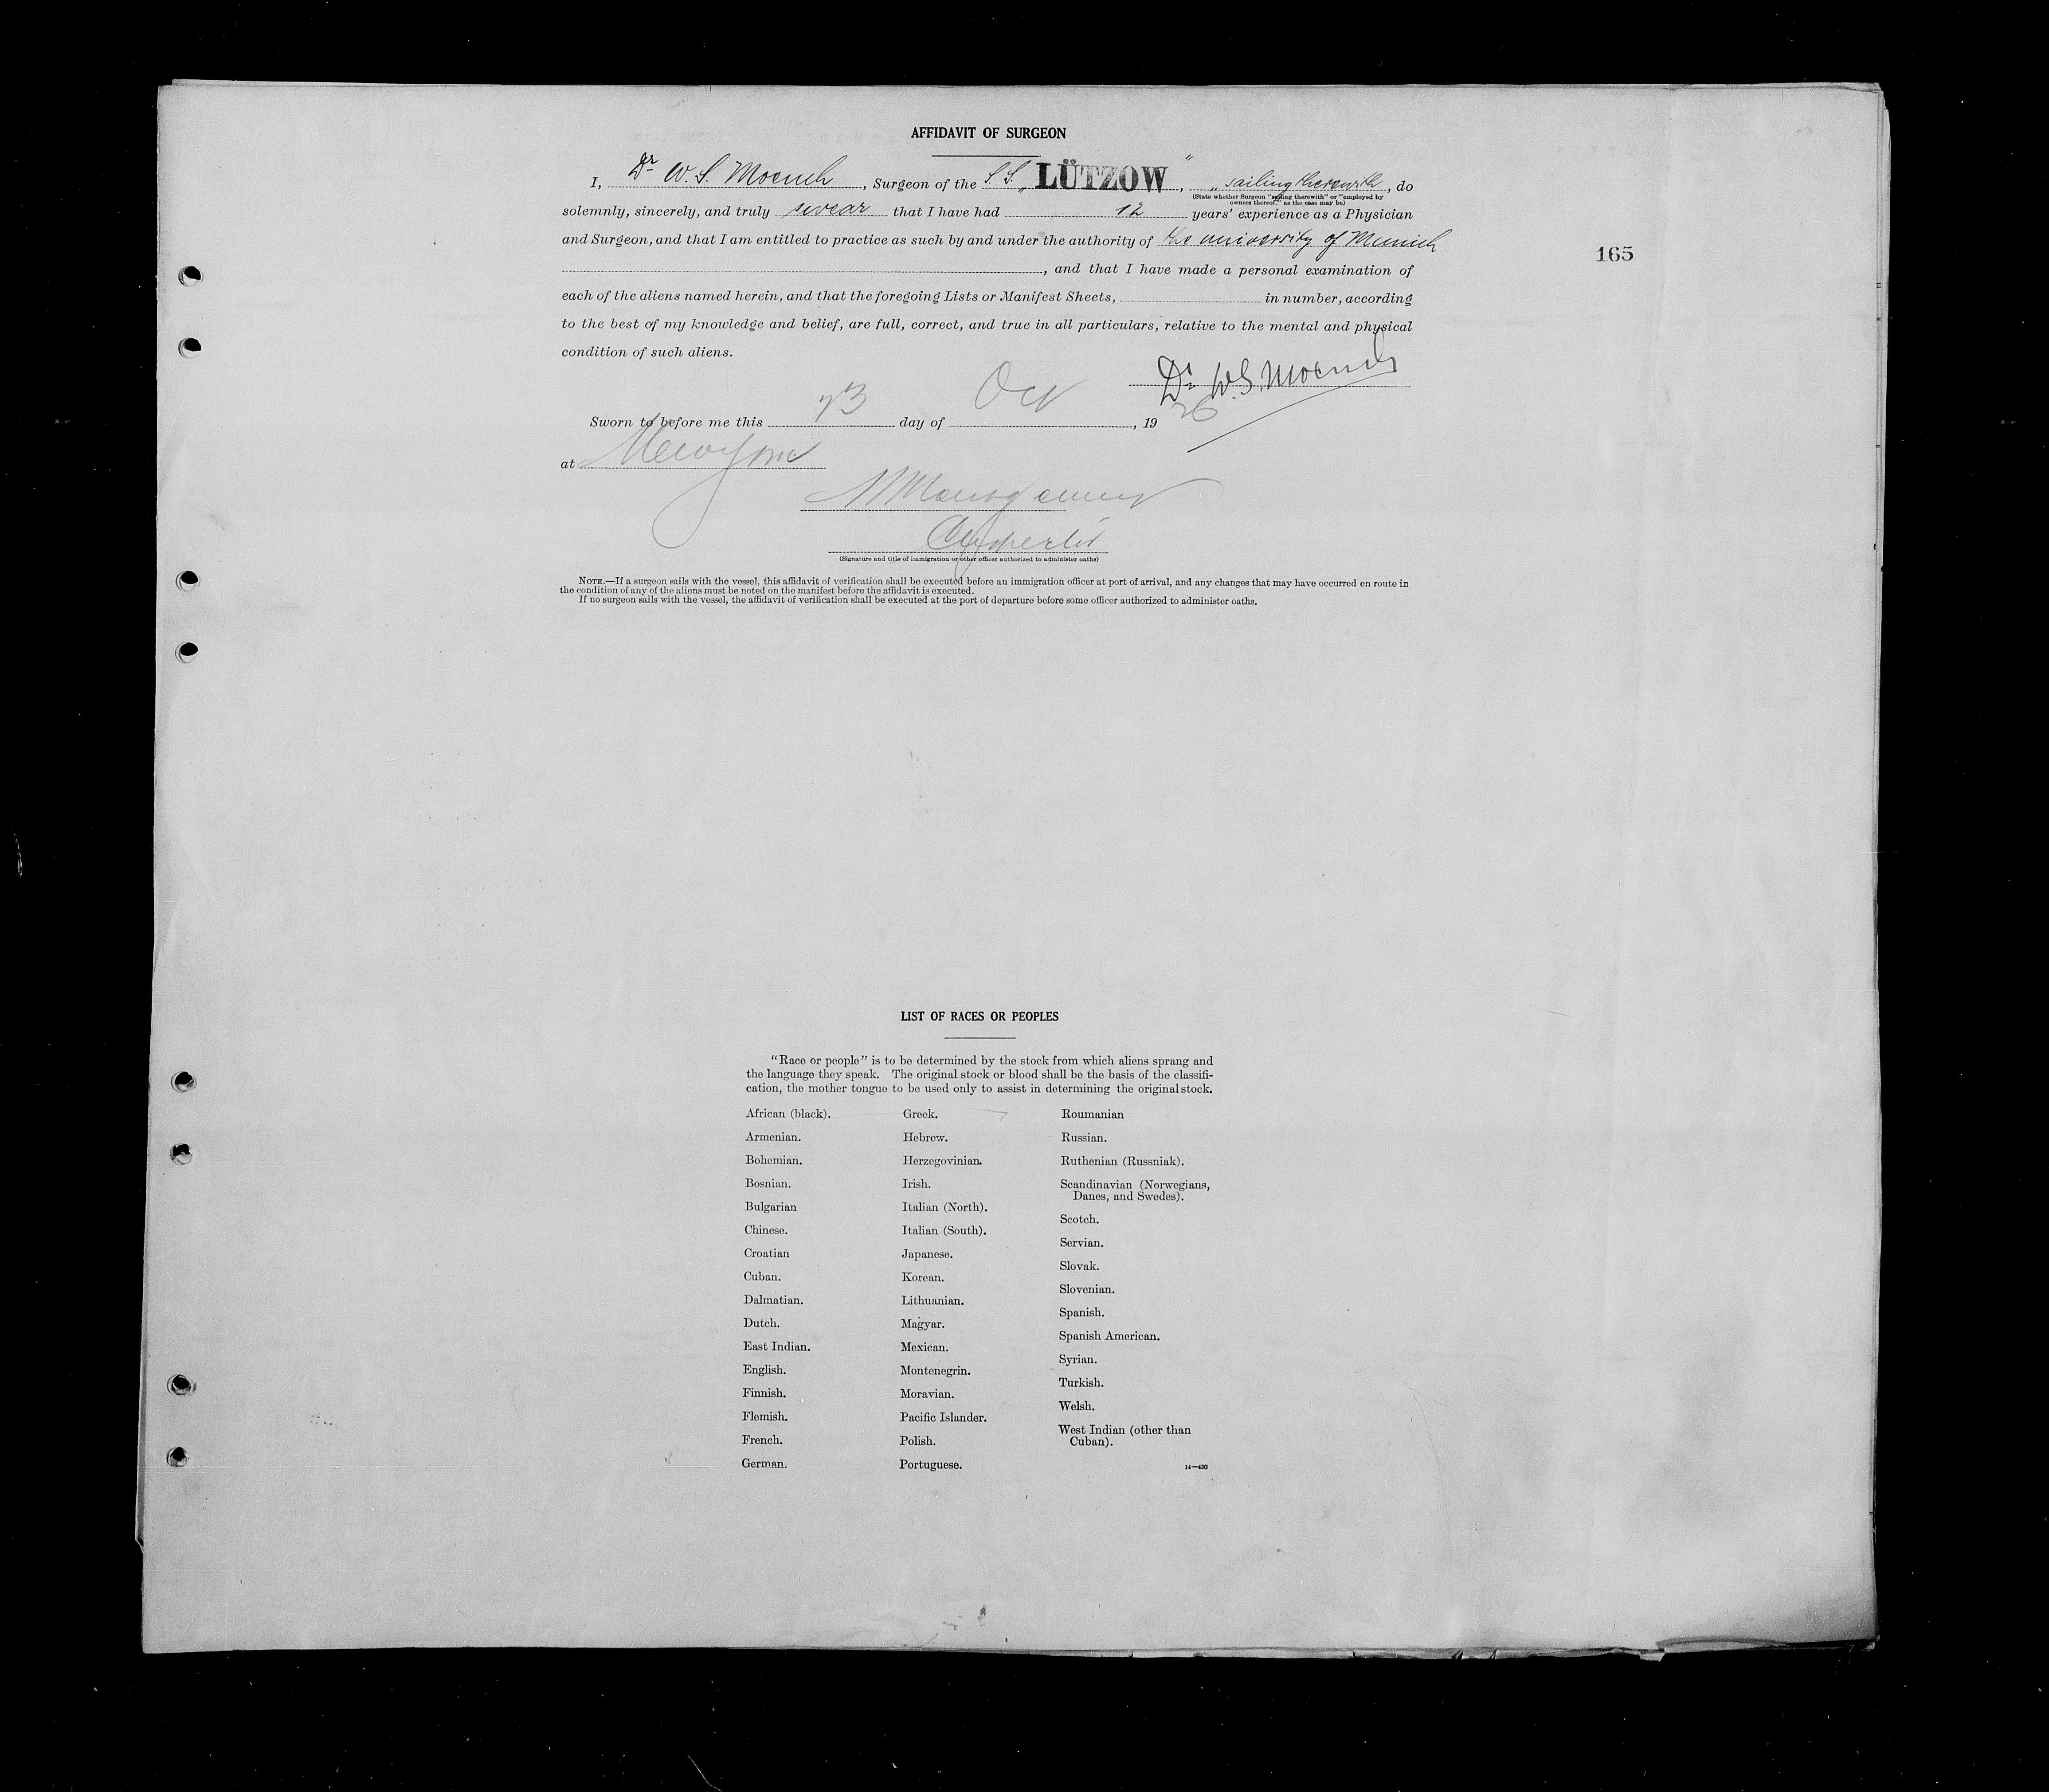 AFFIDAVIT OF SURGEON
I, Dr W. S. Moench, Surgeon of the S.S. „LÜTZOW”, „sailing therewith, do
(State whether Surgeon "sailing therewith" or "employed by
owners thereof," as the case may be)
solemnly, sincerely, and truly swear that I have had 12 years' experience as a Physician
and Surgeon, and that I am entitled to practice as such by and under the authority of the university of Munich
165
, and that I have made a personal examination of
each of the aliens named herein, and that the foregoing Lists or Manifest Sheets, in number, according
to the best of my knowledge and belief, are full, correct, and true in all particulars, relative to the mental and physical
condition of such aliens.
Dr W. S. Moench
Sworn to before me this 23 day of Oct, 1926
at New York
Inspector
(Signature and title of immigration or other officer authorized to administer oaths)
NOTE.—If a surgeon sails with the vessel, this affidavit of verification shall be executed before an immigration officer at port of arrival, and any changes that may have occurred en route in
the condition of any of the aliens must be noted on the manifest before the affidavit is executed.
If no surgeon sails with the vessel, the affidavit of verification shall be executed at the port of departure before some officer authorized to administer oaths.
LIST OF RACES OR PEOPLES
"Race or people" is to be determined by the stock from which aliens sprang and
the language they speak. The original stock or blood shall be the basis of the classifi-
cation, the mother tongue to be used only to assist in determining the original stock.
African (black).
Armenian.
Bohemian.
Bosnian.
Bulgarian
Chinese.
Croatian
Cuban.
Dalmatian.
Dutch.
East Indian.
English.
Finnish.
Flemish.
French.
German.
Greek.
Hebrew.
Herzegovinian.
Irish.
Italian (North).
Italian (South).
Japanese.
Korean.
Lithuanian.
Magyar.
Mexican.
Montenegrin.
Moravian.
Pacific Islander.
Polish.
Portuguese.
Roumanian
Russian.
Ruthenian (Russniak).
Scandinavian (Norwegians,
Danes, and Swedes).
Scotch.
Servian.
Slovak.
Slovenian.
Spanish.
Spanish American.
Syrian.
Turkish.
Welsh.
West Indian (other than
Cuban).
14—430